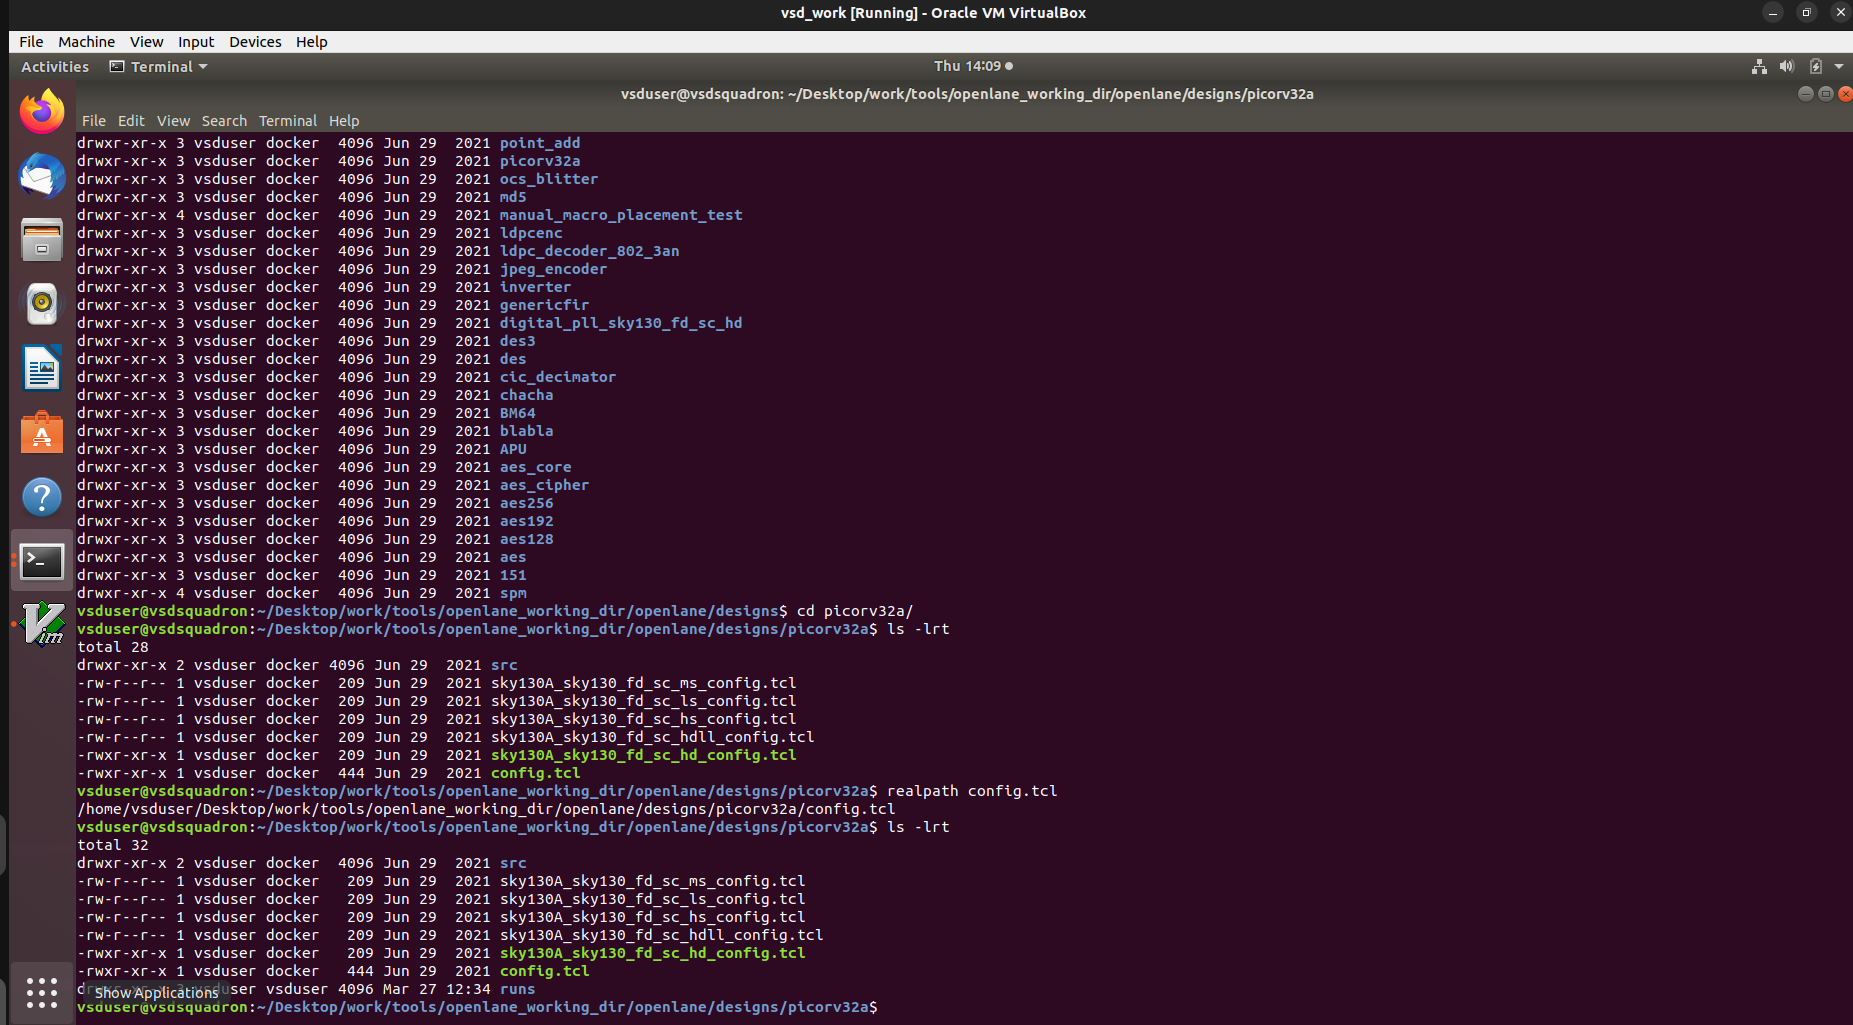 vsd_work [Running] - Oracle VM VirtualBox
File Machine View Input Devices Help
Activities Terminal Thu 14:09
vsduser@vsdsquadron: ~/Desktop/work/tools/openlane_working_dir/openlane/designs/picorv32a
File Edit View Search Terminal Help
drwxr-xr-x 3 vsduser docker  4096 Jun 29  2021 point_add
drwxr-xr-x 3 vsduser docker  4096 Jun 29  2021 picorv32a
drwxr-xr-x 3 vsduser docker  4096 Jun 29  2021 ocs_blitter
drwxr-xr-x 3 vsduser docker  4096 Jun 29  2021 md5
drwxr-xr-x 4 vsduser docker  4096 Jun 29  2021 manual_macro_placement_test
drwxr-xr-x 3 vsduser docker  4096 Jun 29  2021 ldpcenc
drwxr-xr-x 3 vsduser docker  4096 Jun 29  2021 ldpc_decoder_802_3an
drwxr-xr-x 3 vsduser docker  4096 Jun 29  2021 jpeg_encoder
drwxr-xr-x 3 vsduser docker  4096 Jun 29  2021 inverter
drwxr-xr-x 3 vsduser docker  4096 Jun 29  2021 genericfir
drwxr-xr-x 3 vsduser docker  4096 Jun 29  2021 digital_pll_sky130_fd_sc_hd
drwxr-xr-x 3 vsduser docker  4096 Jun 29  2021 des3
drwxr-xr-x 3 vsduser docker  4096 Jun 29  2021 des
drwxr-xr-x 3 vsduser docker  4096 Jun 29  2021 cic_decimator
drwxr-xr-x 3 vsduser docker  4096 Jun 29  2021 chacha
drwxr-xr-x 3 vsduser docker  4096 Jun 29  2021 BM64
drwxr-xr-x 3 vsduser docker  4096 Jun 29  2021 blabla
drwxr-xr-x 3 vsduser docker  4096 Jun 29  2021 APU
drwxr-xr-x 3 vsduser docker  4096 Jun 29  2021 aes_core
drwxr-xr-x 3 vsduser docker  4096 Jun 29  2021 aes_cipher
drwxr-xr-x 3 vsduser docker  4096 Jun 29  2021 aes256
drwxr-xr-x 3 vsduser docker  4096 Jun 29  2021 aes192
drwxr-xr-x 3 vsduser docker  4096 Jun 29  2021 aes128
drwxr-xr-x 3 vsduser docker  4096 Jun 29  2021 aes
drwxr-xr-x 3 vsduser docker  4096 Jun 29  2021 151
drwxr-xr-x 4 vsduser docker  4096 Jun 29  2021 spm
vsduser@vsdsquadron:~/Desktop/work/tools/openlane_working_dir/openlane/designs$ cd picorv32a/
vsduser@vsdsquadron:~/Desktop/work/tools/openlane_working_dir/openlane/designs/picorv32a$ ls -lrt
total 28
drwxr-xr-x 2 vsduser docker 4096 Jun 29  2021 src
-rw-r--r-- 1 vsduser docker  209 Jun 29  2021 sky130A_sky130_fd_sc_ms_config.tcl
-rw-r--r-- 1 vsduser docker  209 Jun 29  2021 sky130A_sky130_fd_sc_ls_config.tcl
-rw-r--r-- 1 vsduser docker  209 Jun 29  2021 sky130A_sky130_fd_sc_hs_config.tcl
-rw-r--r-- 1 vsduser docker  209 Jun 29  2021 sky130A_sky130_fd_sc_hdll_config.tcl
-rwxr-xr-x 1 vsduser docker  209 Jun 29  2021 sky130A_sky130_fd_sc_hd_config.tcl
-rwxr-xr-x 1 vsduser docker  444 Jun 29  2021 config.tcl
vsduser@vsdsquadron:~/Desktop/work/tools/openlane_working_dir/openlane/designs/picorv32a$ realpath config.tcl
/home/vsduser/Desktop/work/tools/openlane_working_dir/openlane/designs/picorv32a/config.tcl
vsduser@vsdsquadron:~/Desktop/work/tools/openlane_working_dir/openlane/designs/picorv32a$ ls -lrt
total 32
drwxr-xr-x 2 vsduser docker  4096 Jun 29  2021 src
-rw-r--r-- 1 vsduser docker   209 Jun 29  2021 sky130A_sky130_fd_sc_ms_config.tcl
-rw-r--r-- 1 vsduser docker   209 Jun 29  2021 sky130A_sky130_fd_sc_ls_config.tcl
-rw-r--r-- 1 vsduser docker   209 Jun 29  2021 sky130A_sky130_fd_sc_hs_config.tcl
-rw-r--r-- 1 vsduser docker   209 Jun 29  2021 sky130A_sky130_fd_sc_hdll_config.tcl
-rwxr-xr-x 1 vsduser docker   209 Jun 29  2021 sky130A_sky130_fd_sc_hd_config.tcl
-rwxr-xr-x 1 vsduser docker   444 Jun 29  2021 config.tcl
vsduser 4096 Mar 27 12:34 runs
Show Applications
vsduser@vsdsquadron:~/Desktop/work/tools/openlane_working_dir/openlane/designs/picorv32a$